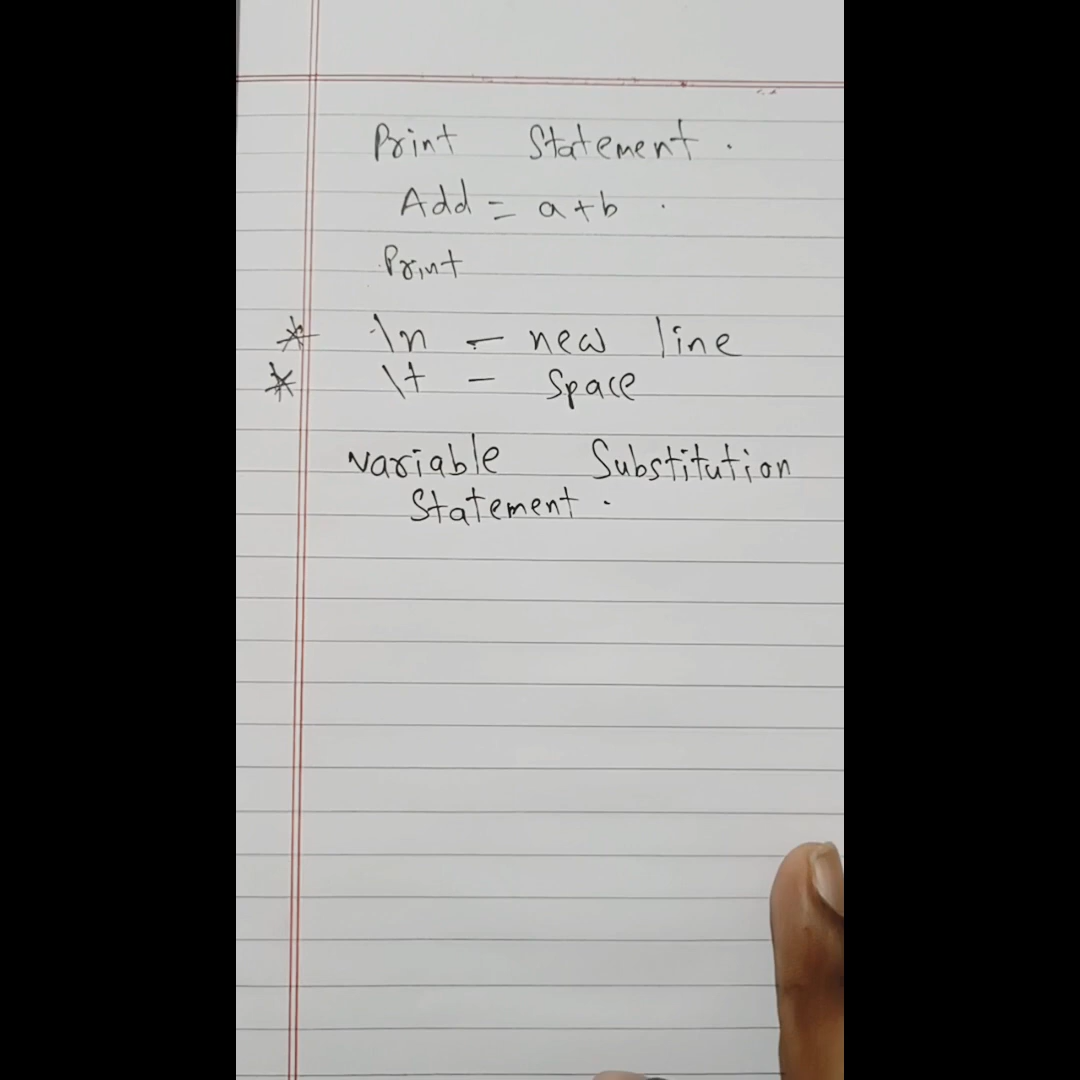 Print Statement .
Add = a+b .
Print
* \n - new line
* \t - Space
variable Substitution
Statement .